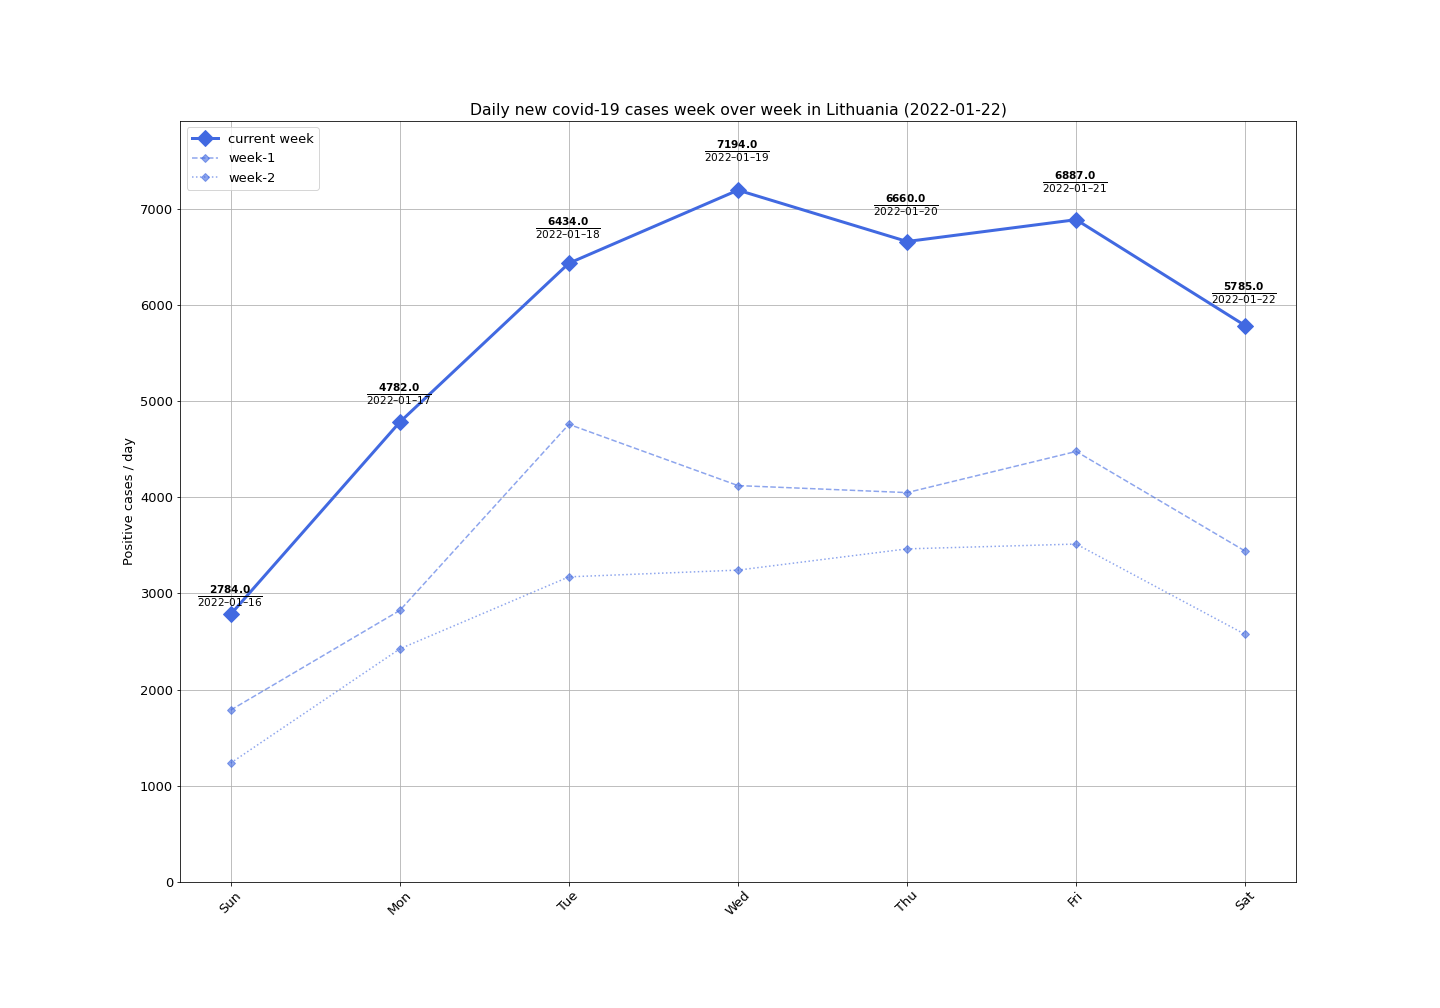 Daily new covid-19 cases week over week in Lithuania (2022-01-22)
current week
week-1
week-2
7194.0
2022–01–19
6887.0
2022–01–21
6660.0
2022–01–20
6434.0
2022–01–18
5785.0
2022–01–22
4782.0
2022–01–17
2784.0
2022–01–16
Positive cases / day
7000
6000
5000
4000
3000
2000
1000
0
Sun
Mon
Tue
Wed
Thu
Fri
Sat